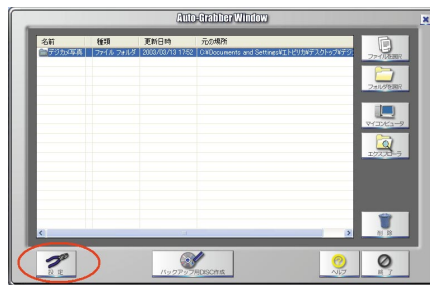 Auto-Grabber Window
名前 種類 更新日時 元の場所
デジカメ写真 ファイル フォルダ 2003/03/13 17:52 C:¥Documents and Settings¥エトピリカ¥デスクトップ¥デジ
ファイルを選択
フォルダを選択
マイコンピュータ
エクスプローラ
削 除
設 定
バックアップ用DISC作成
ヘルプ
終 了